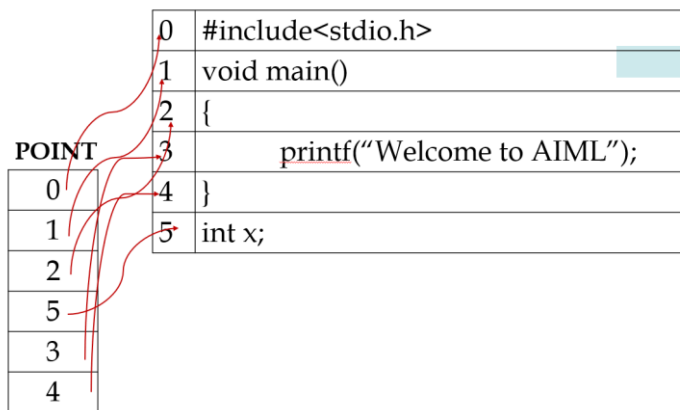 0 #include<stdio.h>
1 void main()
2 {
3 printf(“Welcome to AIML”);
4 }
5 int x;
POINT
0
1
2
5
3
4